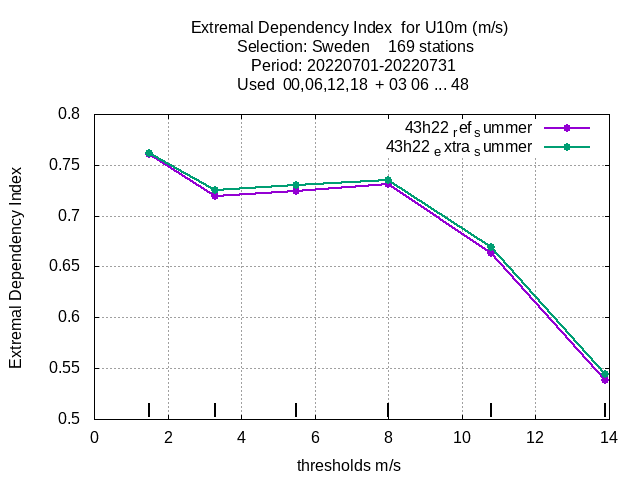 Extremal Dependency Index for U10m (m/s)
Selection: Sweden 169 stations
Period: 20220701-20220731
Used 00,06,12,18 + 03 06 ... 48
43h22 ref summer
43h22 extra summer
Extremal Dependency Index
0.8
0.75
0.7
0.65
0.6
0.55
0.5
0 2 4 6 8 10 12 14
thresholds m/s